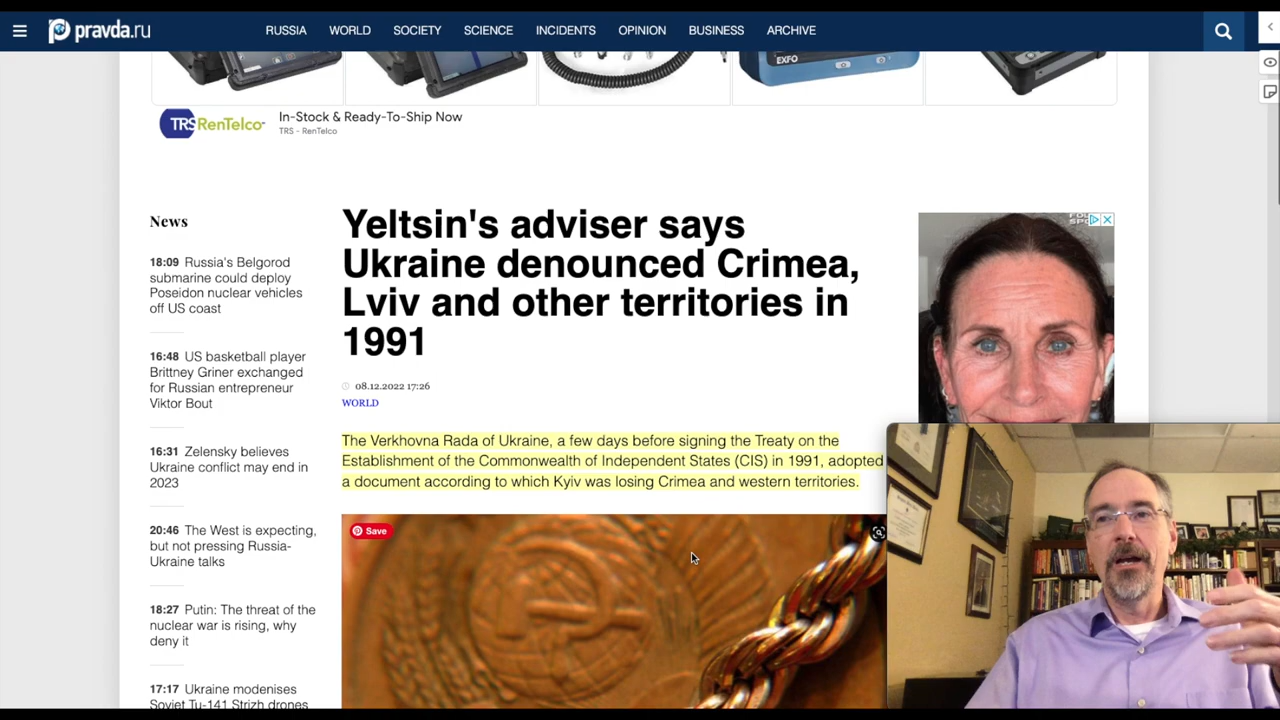 pravda.ru
RUSSIA WORLD SOCIETY SCIENCE INCIDENTS OPINION BUSINESS ARCHIVE
EXFO
TRS RenTelco
In-Stock & Ready-To-Ship Now
TRS – RenTelco
News
18:09 Russia's Belgorod
submarine could deploy
Poseidon nuclear vehicles
off US coast
16:48 US basketball player
Brittney Griner exchanged
for Russian entrepreneur
Viktor Bout
16:31 Zelensky believes
Ukraine conflict may end in
2023
20:46 The West is expecting,
but not pressing Russia-
Ukraine talks
18:27 Putin: The threat of the
nuclear war is rising, why
deny it
17:17 Ukraine modenises
Soviet Tu-141 Strizh drones
Yeltsin's adviser says
Ukraine denounced Crimea,
Lviv and other territories in
1991
08.12.2022 17:26
WORLD
The Verkhovna Rada of Ukraine, a few days before signing the Treaty on the
Establishment of the Commonwealth of Independent States (CIS) in 1991, adopted
a document according to which Kyiv was losing Crimea and western territories.
Save